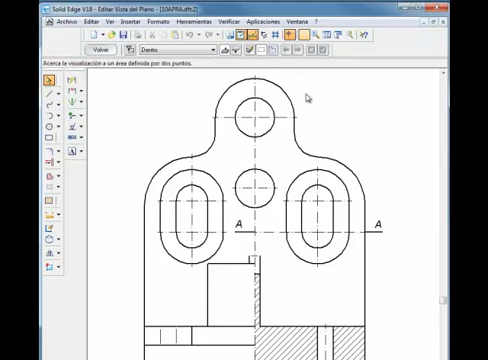 Solid Edge V18 - Editar Vista del Plano - [10APRA.dft:2]
Archivo Editar Ver Insertar Formato Herramientas Verificar Aplicaciones Ventana ?
Volver Dentro
Acerca la visualización a un área definida por dos puntos.
A A